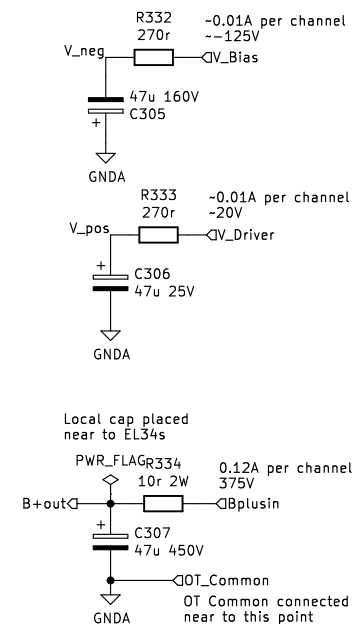 R332
270r
~0.01A per channel
~-125V
V_neg
V_Bias
47u 160V
C305
+
GNDA
R333
270r
~0.01A per channel
~20V
V_pos
V_Driver
+
C306
47u 25V
GNDA
Local cap placed
near to EL34s
PWR_FLAG
R334
10r 2W
0.12A per channel
375V
B+out
Bplusin
+
C307
47u 450V
OT_Common
GNDA
OT Common connected
near to this point